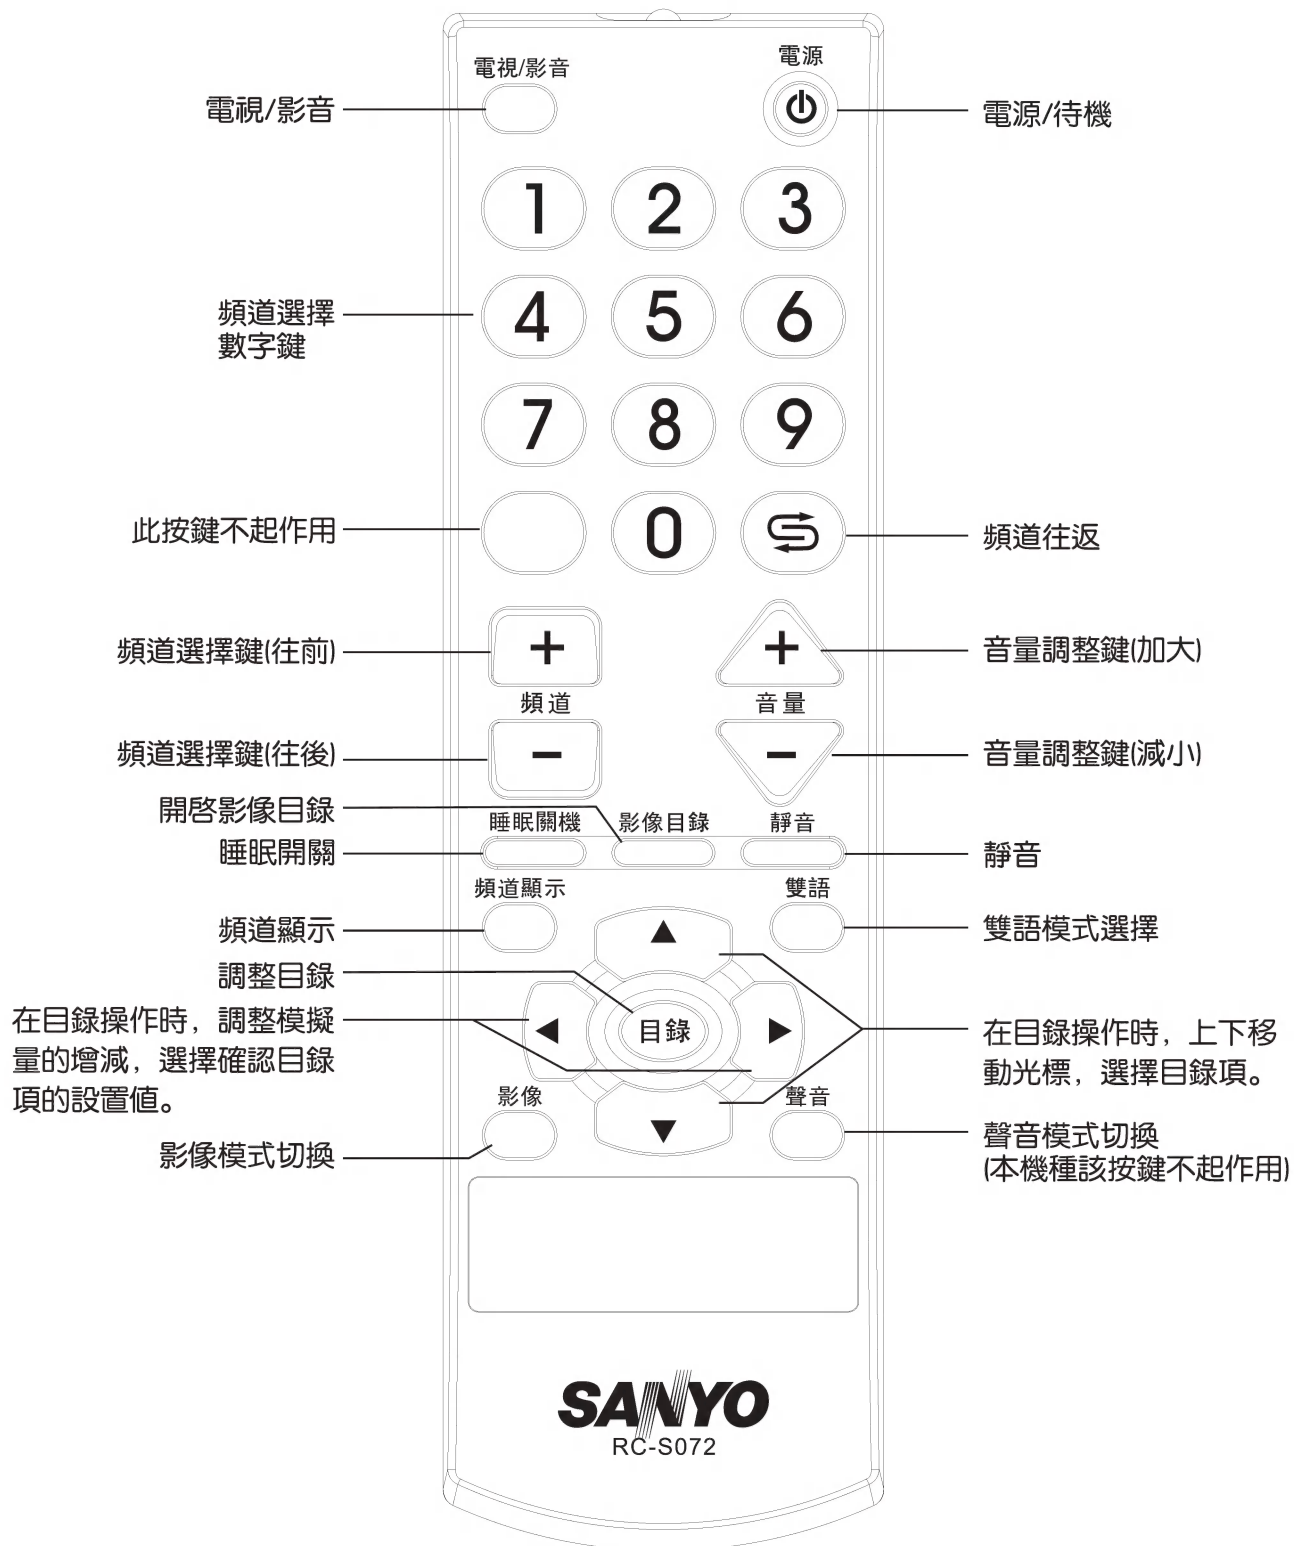 電視/影音
電源
電視/影音
電源/待機
1 2 3
4 5 6
頻道選擇
數字鍵
7 8 9
此按鍵不起作用
0
頻道往返
頻道選擇鍵(往前)
+ +
音量調整鍵(加大)
頻道 音量
頻道選擇鍵(往後)
- -
音量調整鍵(減小)
開啓影像目錄
睡眠關機 影像目錄 靜音
睡眠開關
靜音
頻道顯示 雙語
頻道顯示
雙語模式選擇
調整目錄
在目錄操作時，調整模擬
量的增減，選擇確認目錄
項的設置值。
目錄
在目錄操作時，上下移
動光標，選擇目錄項。
影像 聲音
影像模式切換
聲音模式切換
(本機種該按鍵不起作用)
SANYO
RC-S072